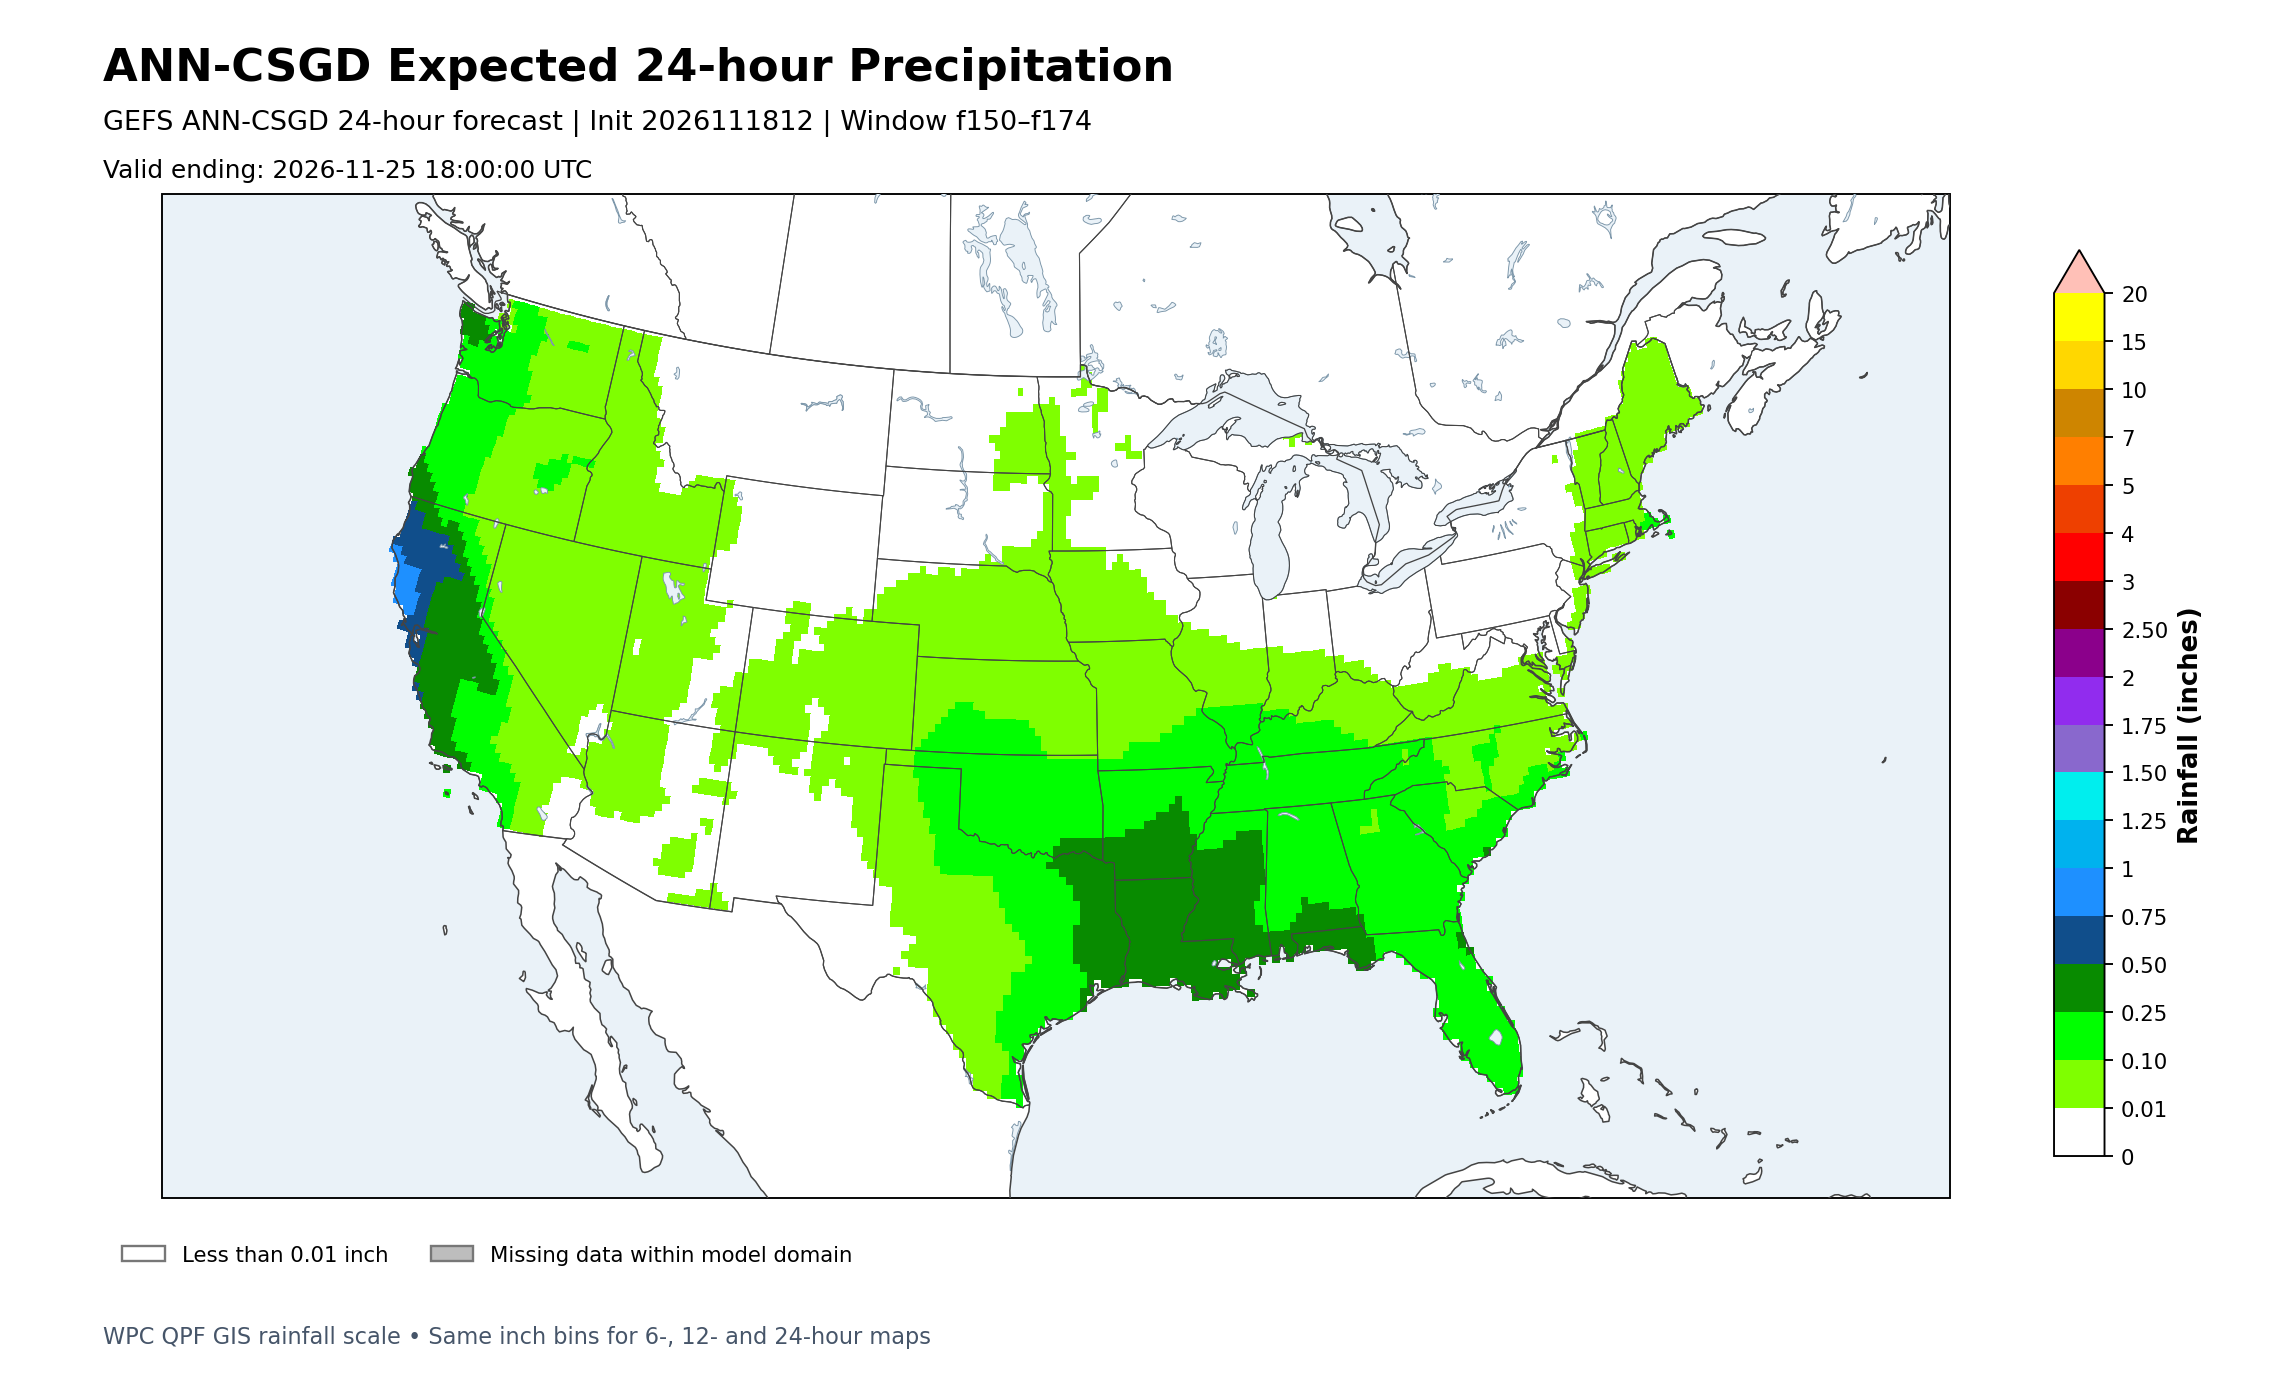 ANN-CSGD Expected 24-hour Precipitation
GEFS ANN-CSGD 24-hour forecast | Init 2026111812 | Window f150–f174
Valid ending: 2026-11-25 18:00:00 UTC
20
15
10
7
5
4
3
2.50
2
1.75
1.50
1.25
1
0.75
0.50
0.25
0.10
0.01
0
Rainfall (inches)
Less than 0.01 inch
Missing data within model domain
WPC QPF GIS rainfall scale • Same inch bins for 6-, 12- and 24-hour maps